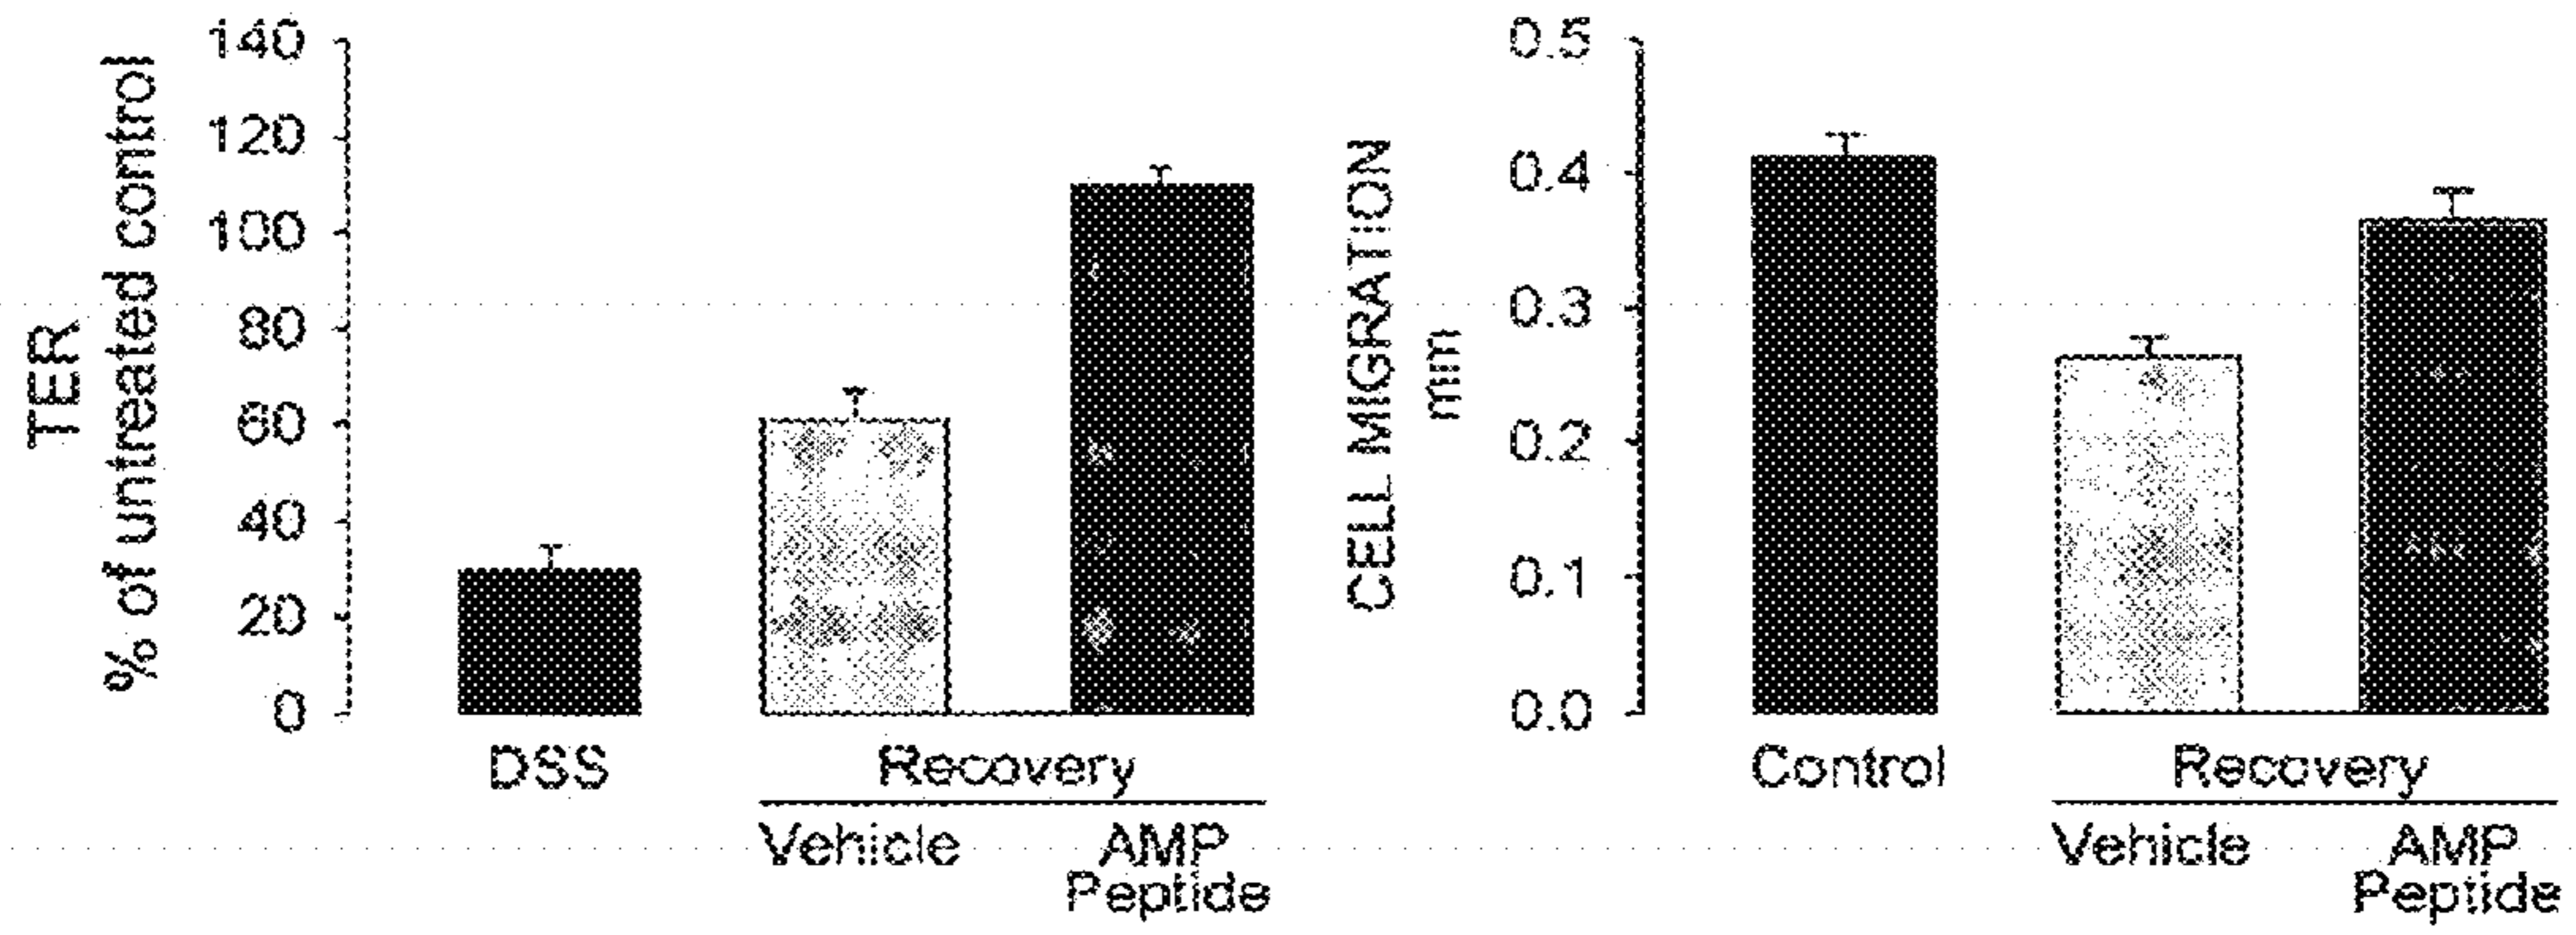 TER
% of untreated control
140
120
100
80
60
40
20
0
DSS
Recovery
Vehicle
AMP
Peptide
CELL MIGRATION
mm
0.5
0.4
0.3
0.2
0.1
0.0
Control
Recovery
Vehicle
AMP
Peptide